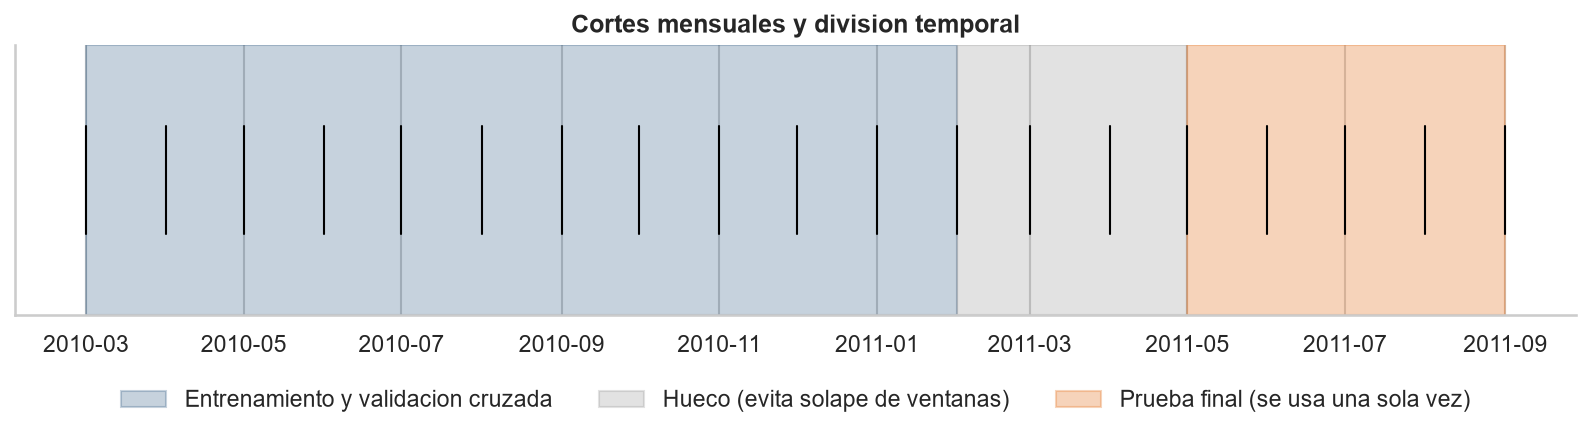 Cortes mensuales y division temporal
2010-03 2010-05 2010-07 2010-09 2010-11 2011-01 2011-03 2011-05 2011-07 2011-09
Entrenamiento y validacion cruzada Hueco (evita solape de ventanas) Prueba final (se usa una sola vez)